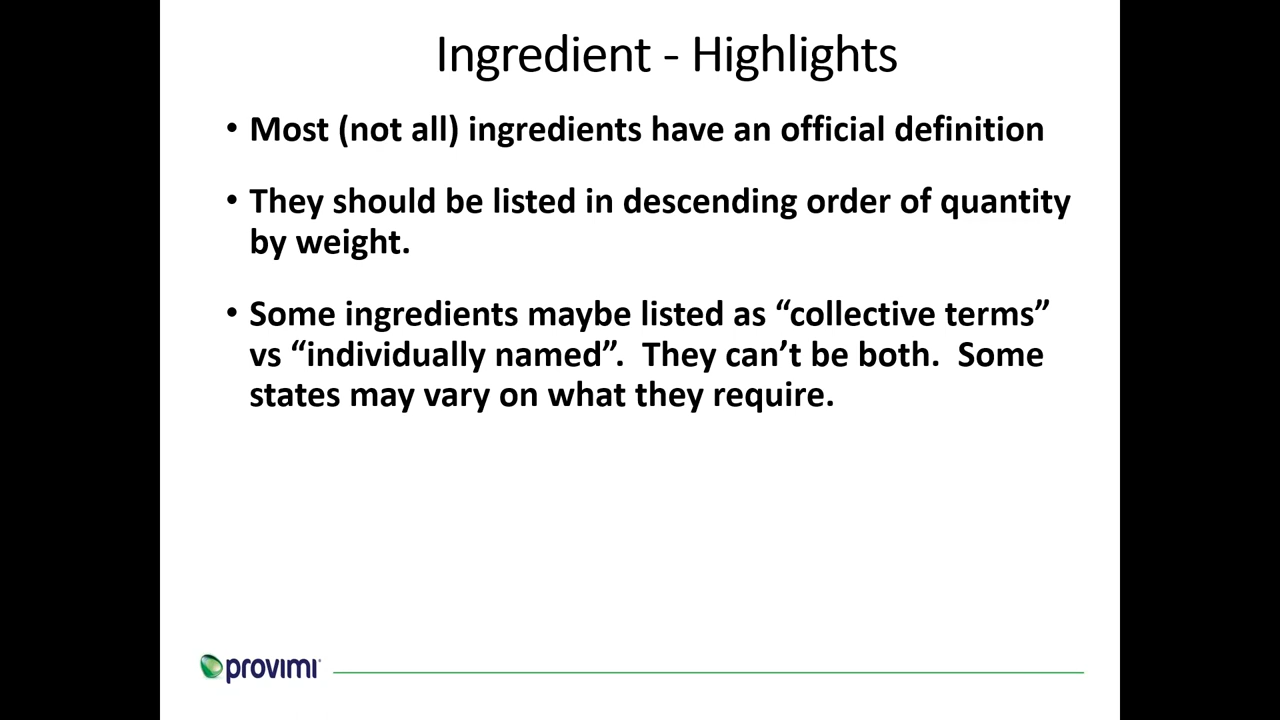 Ingredient - Highlights
• Most (not all) ingredients have an official definition
• They should be listed in descending order of quantity
by weight.
• Some ingredients maybe listed as “collective terms”
vs “individually named”.  They can’t be both.  Some
states may vary on what they require.
provimi